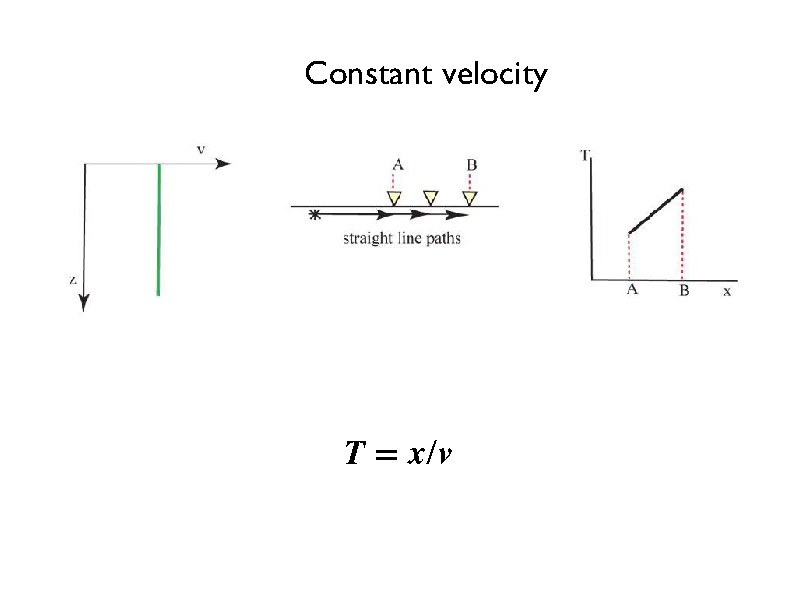 Constant velocity
v
z
A B
straight line paths
T
A B x
T = x/v